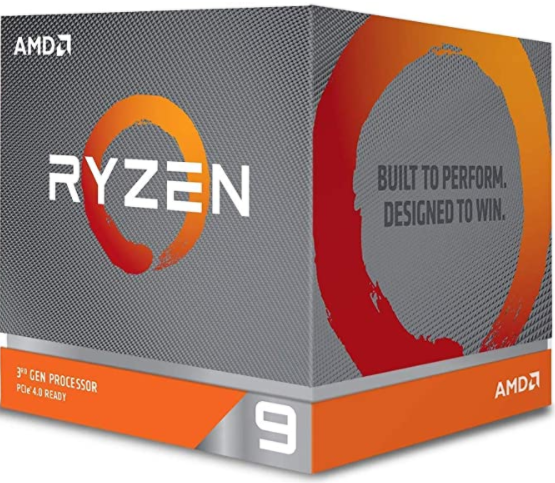 AMD
RYZEN
3RD GEN PROCESSOR
PCIe® 4.0 READY
9
BUILT TO PERFORM.
DESIGNED TO WIN.
AMD